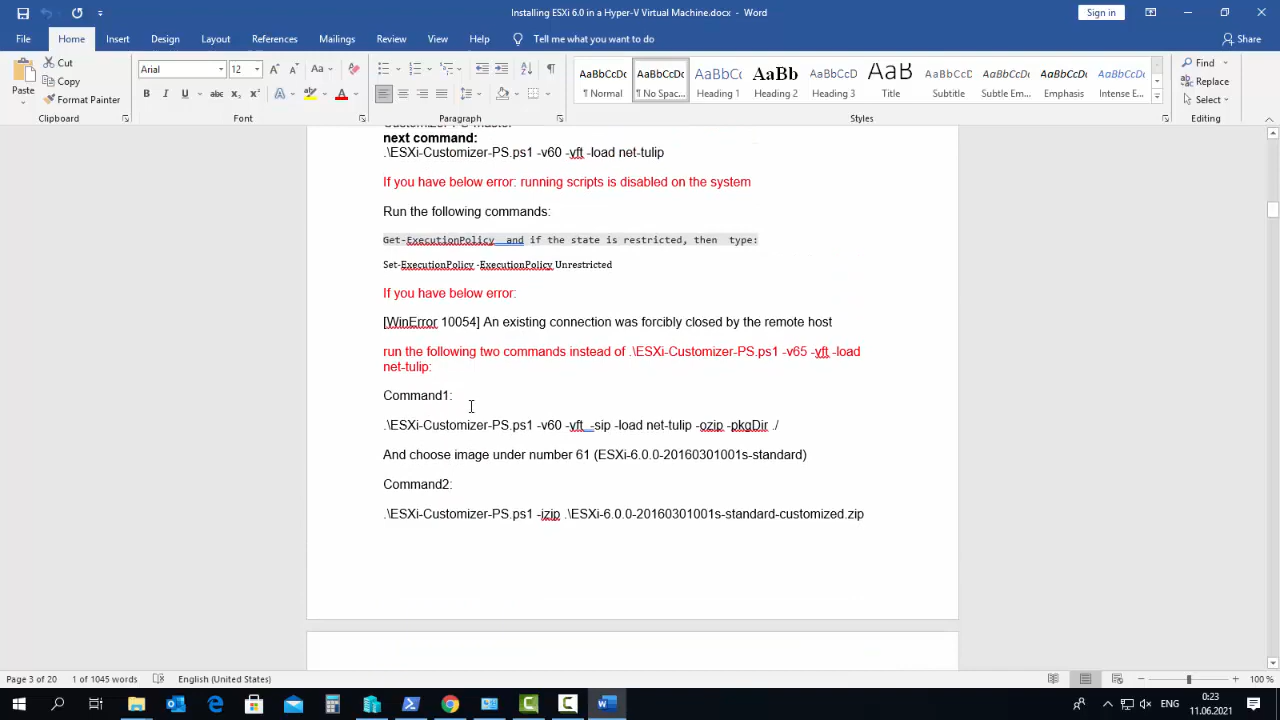 Installing ESXi 6.0 in a Hyper-V Virtual Machine.docx - Word
Sign in
File Home Insert Design Layout References Mailings Review View Help Tell me what you want to do Share
Paste
Cut
Copy
Format Painter
Clipboard
Arial 12
Font
Paragraph
AaBbCcDc AaBbCcDc AaBbCcD AaBb AaBbCcD AaB AaBbCcD AaBbCcDc AaBbCcDc AaBbCcDc
¶ Normal ¶ No Spac... Heading 1 Heading 2 Heading 3 Title Subtitle Subtle Em... Emphasis Intense E...
Styles
Find
Replace
Select
Editing
Customizer-PS-master
next command:
.\ESXi-Customizer-PS.ps1 -v60 -vft -load net-tulip
If you have below error: running scripts is disabled on the system
Run the following commands:
Get-ExecutionPolicy and if the state is restricted, then type:
Set-ExecutionPolicy -ExecutionPolicy Unrestricted
If you have below error:
[WinError 10054] An existing connection was forcibly closed by the remote host
run the following two commands instead of .\ESXi-Customizer-PS.ps1 -v65 -vft -load
net-tulip:
Command1:
.\ESXi-Customizer-PS.ps1 -v60 -vft -sip -load net-tulip -ozip -pkgDir ./
And choose image under number 61 (ESXi-6.0.0-20160301001s-standard)
Command2:
.\ESXi-Customizer-PS.ps1 -izip .\ESXi-6.0.0-20160301001s-standard-customized.zip
Page 3 of 20 1 of 1045 words English (United States) 100 %
ENG
0:23
11.06.2021